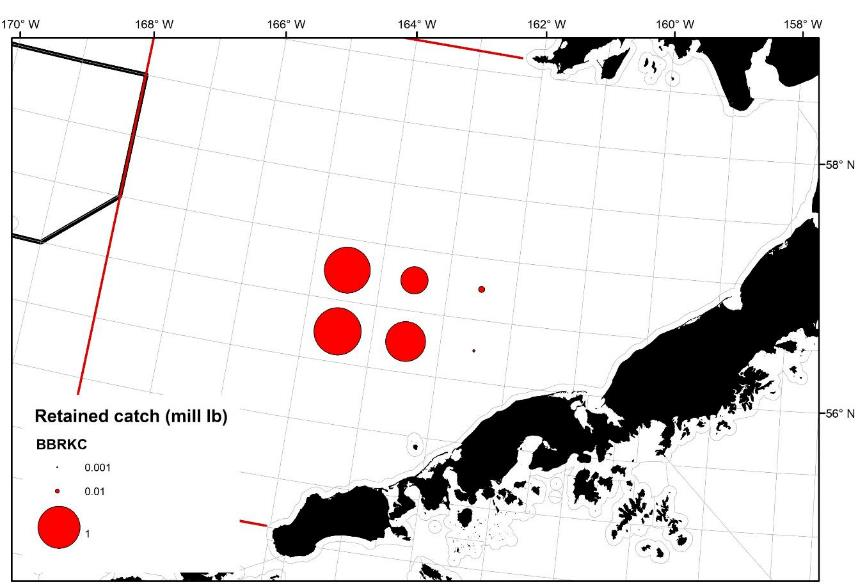 170° W 168° W 166° W 164° W 162° W 160° W 158° W
58° N
56° N
Retained catch (mill lb)
BBRKC
0.001
0.01
1